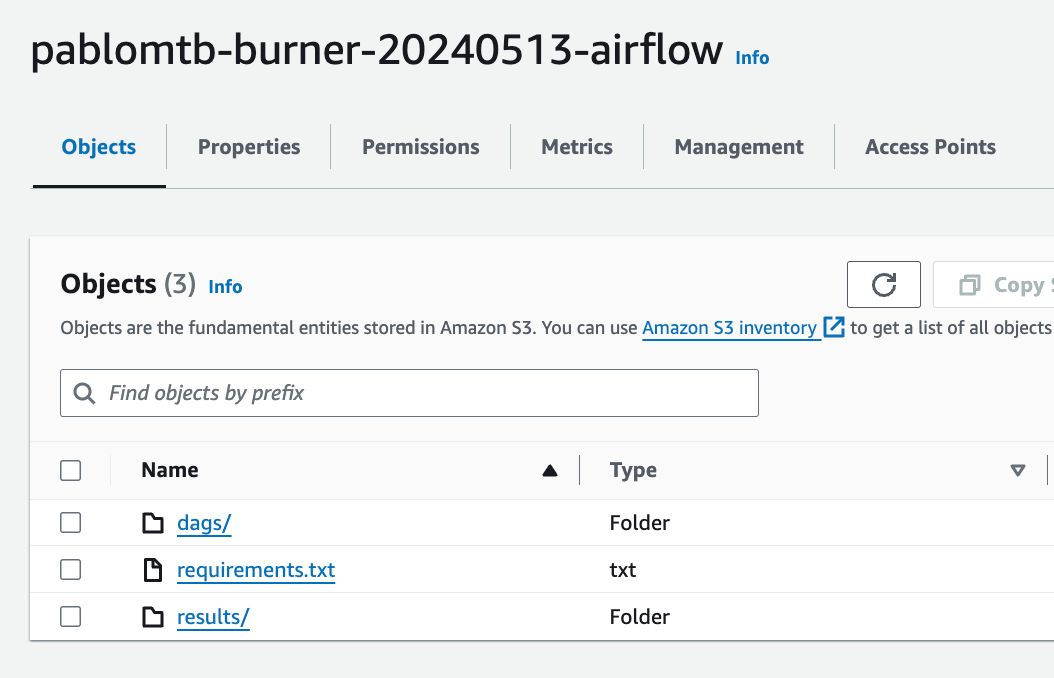 pablomtb-burner-20240513-airflow Info
Objects Properties Permissions Metrics Management Access Points
Objects (3) Info
Copy
Objects are the fundamental entities stored in Amazon S3. You can use Amazon S3 inventory to get a list of all objects
Find objects by prefix
Name Type
dags/ Folder
requirements.txt txt
results/ Folder